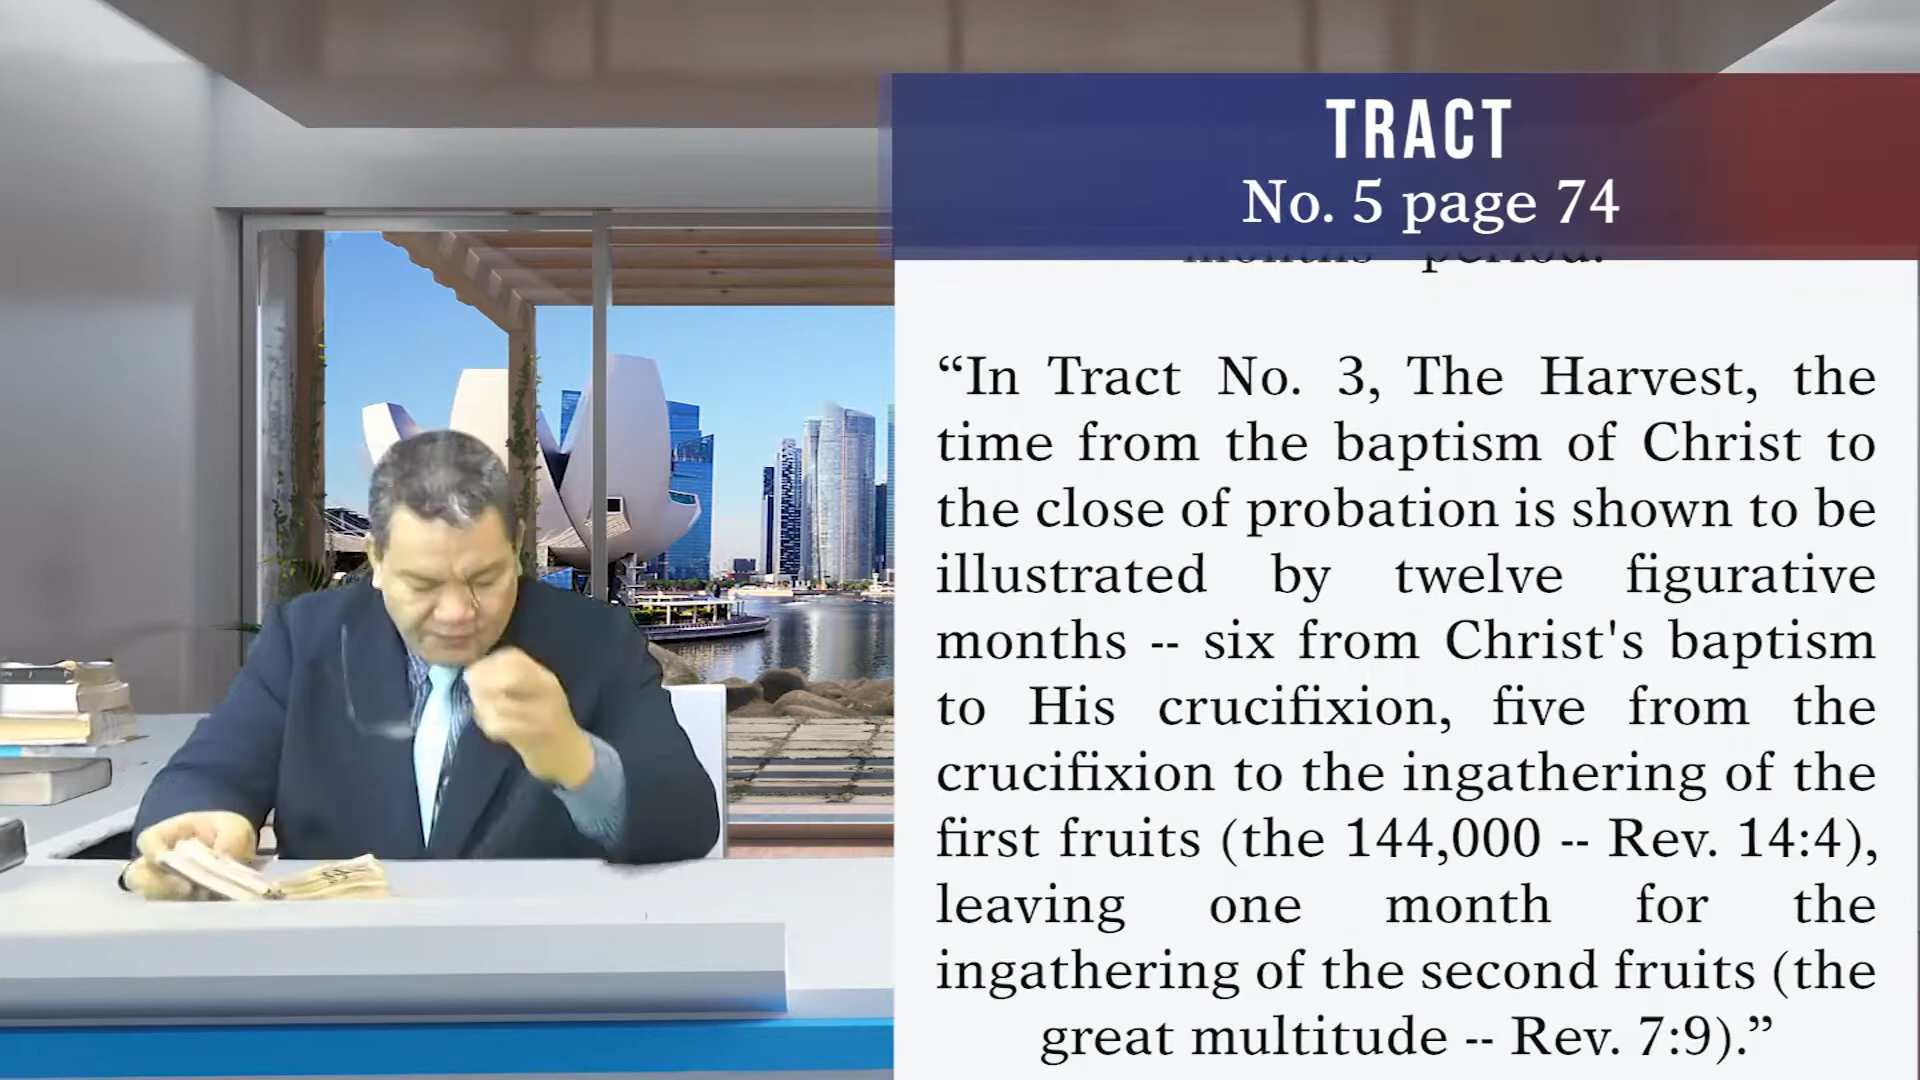 TRACT
No. 5 page 74
months period.
“In Tract No. 3, The Harvest, the
time from the baptism of Christ to
the close of probation is shown to be
illustrated by twelve figurative
months -- six from Christ's baptism
to His crucifixion, five from the
crucifixion to the ingathering of the
first fruits (the 144,000 -- Rev. 14:4),
leaving one month for the
ingathering of the second fruits (the
great multitude -- Rev. 7:9).”